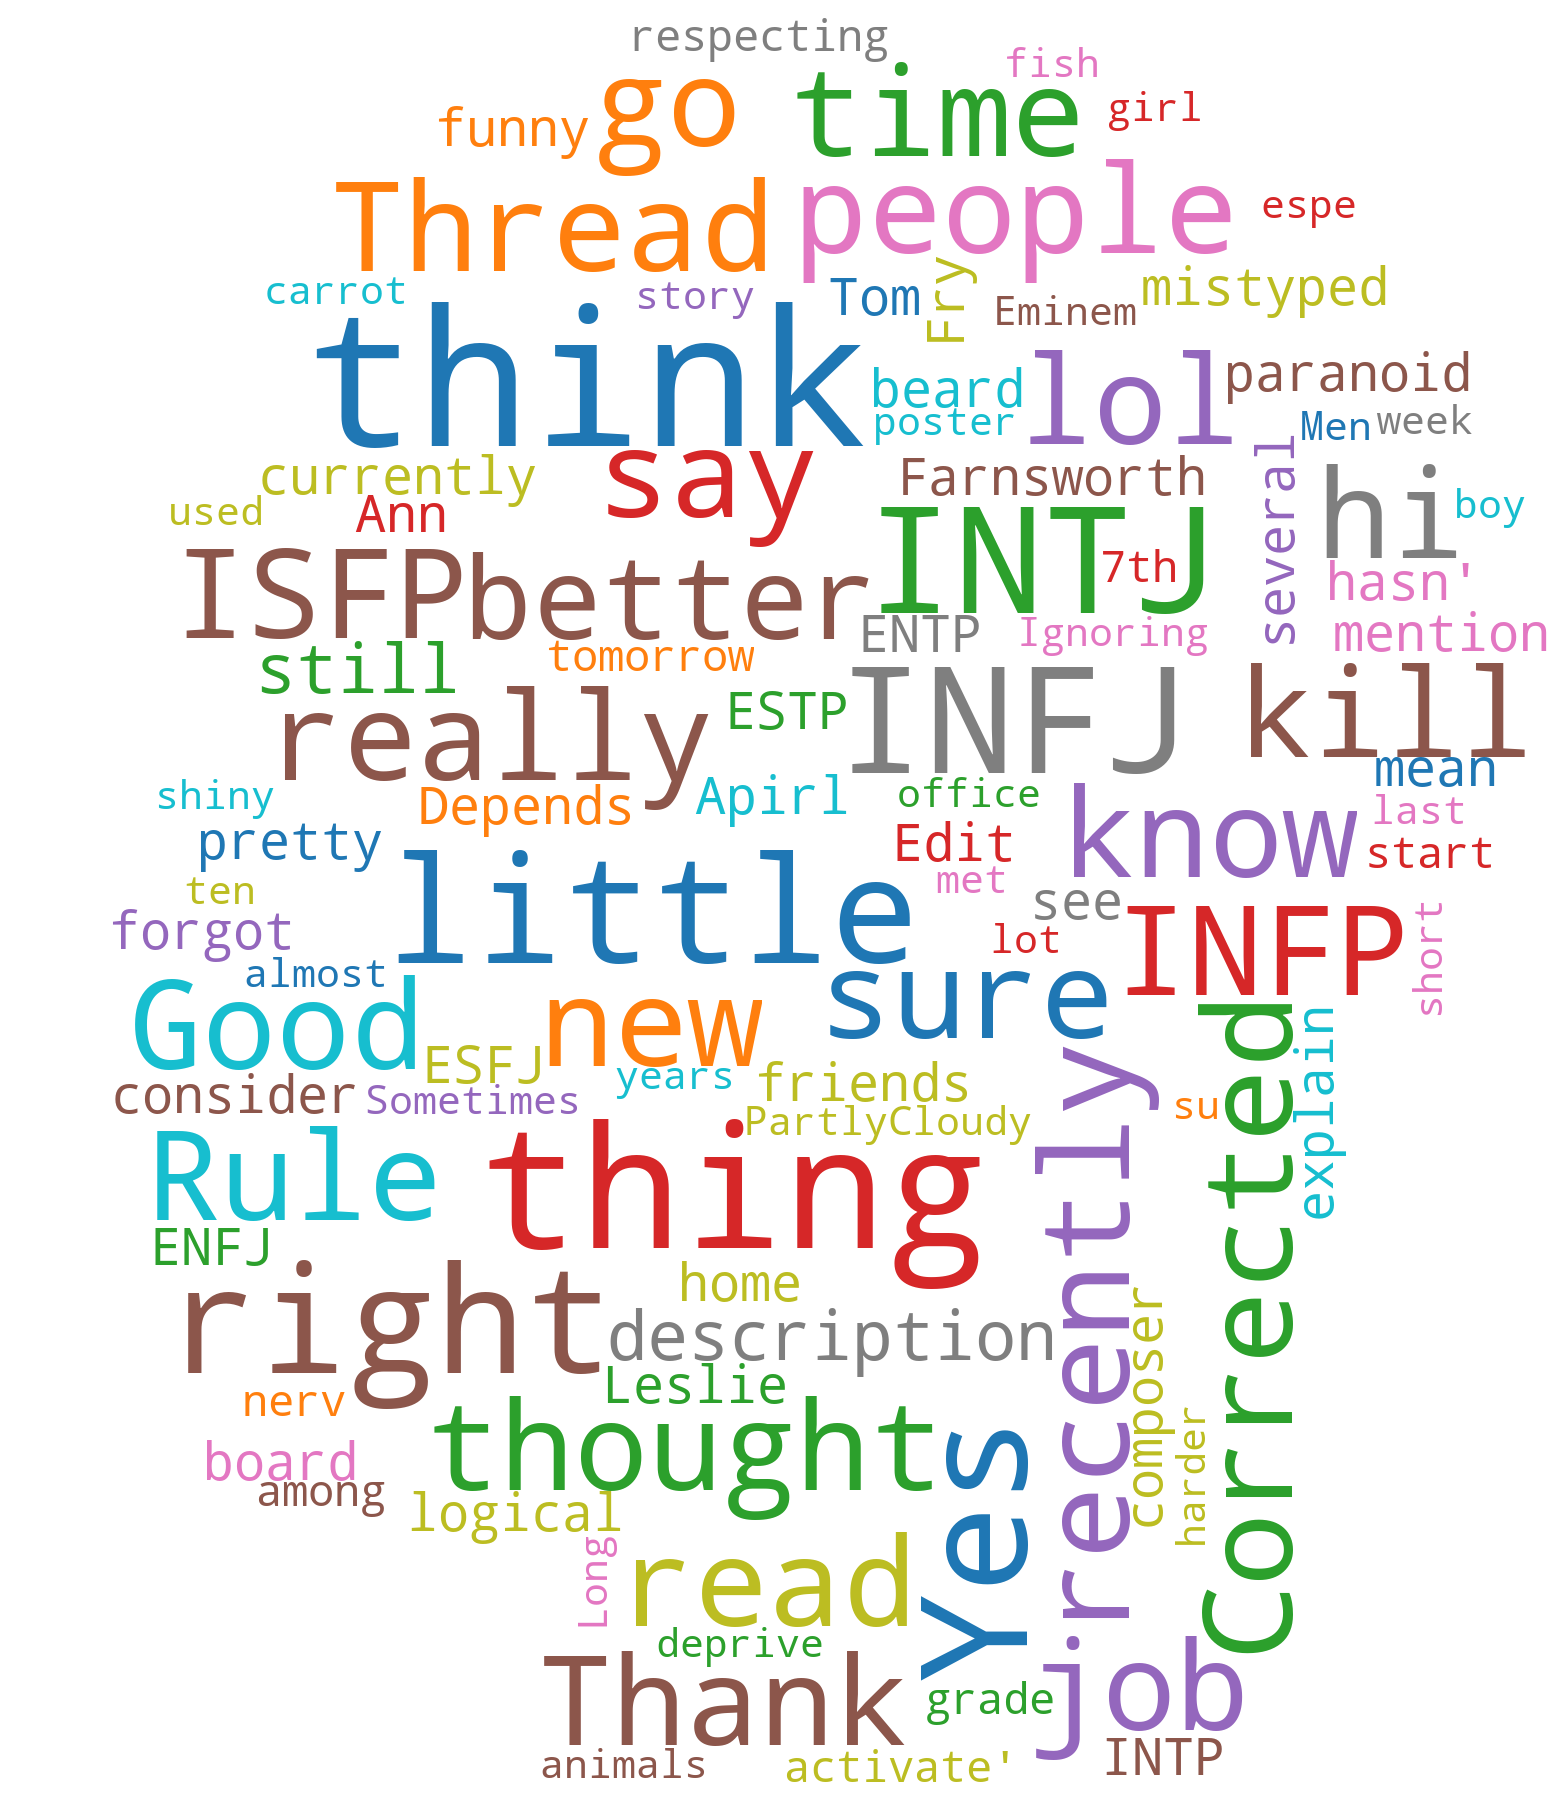 respecting
fish
go
time
girl
funny
Thread
people
espe
carrot
story
Tom
Fry
Eminem
mistyped
think
beard
lol
paranoid
poster
Men
week
currently
say
Farnsworth
several
hi
used
Ann
boy
ISFP
better
INTJ
7th
hasn'
still
tomorrow
ENTP
Ignoring
mention
really
ESTP
INFJ
kill
mean
shiny
Depends
Apirl
office
know
last
pretty
Edit
start
little
met
ten
see
forgot
lot
INFP
short
almost
Good
new
sure
Corrected
ESFJ
years
friends
recently
explain
consider
Sometimes
PartlyCloudy
su
Rule
thing
ENFJ
right
home
description
composer
Leslie
nerv
thought
Yes
board
among
harder
logical
Long
read
deprive
Thank
grade
job
animals
activate'
INTP